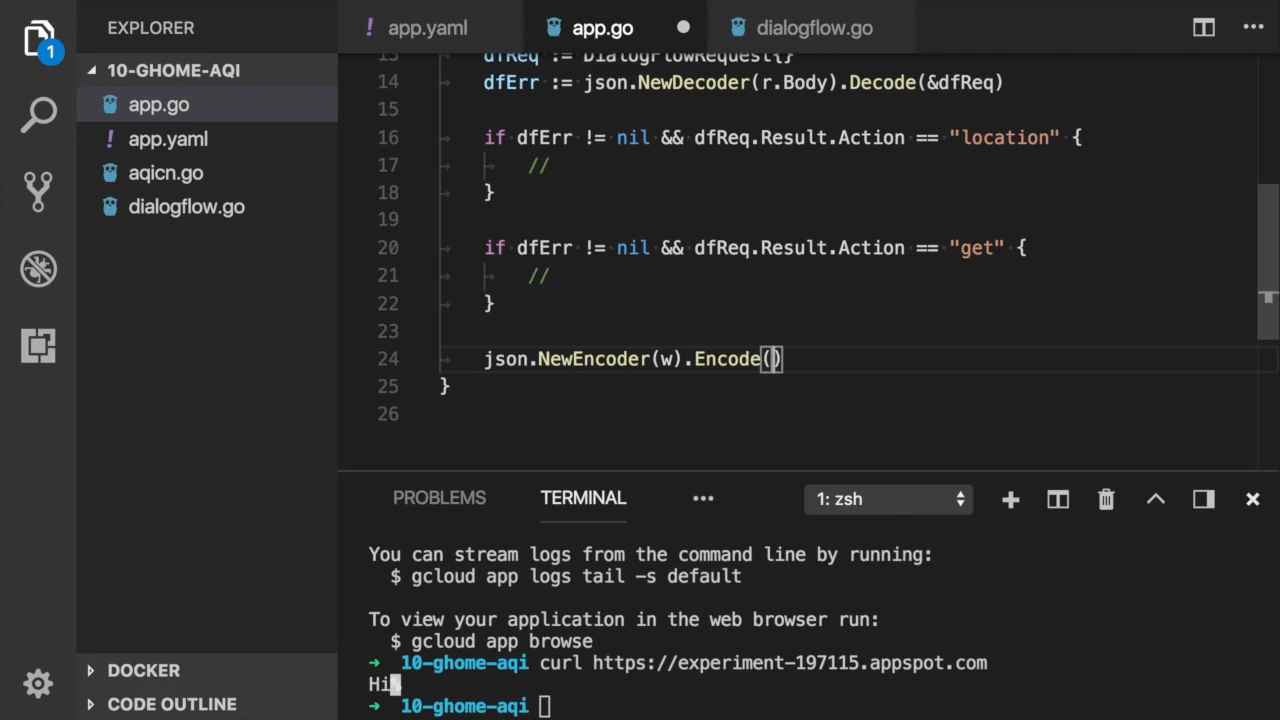 EXPLORER
! app.yaml
app.go
dialogflow.go
1
10-GHOME-AQI
app.go
! app.yaml
aqicn.go
dialogflow.go
13 dfReq := DialogFlowRequest{}
14 dfErr := json.NewDecoder(r.Body).Decode(&dfReq)
15
16 if dfErr != nil && dfReq.Result.Action == "location" {
17 //
18 }
19
20 if dfErr != nil && dfReq.Result.Action == "get" {
21 //
22 }
23
24 json.NewEncoder(w).Encode()
25 }
26
PROBLEMS TERMINAL ••• 1: zsh
You can stream logs from the command line by running:
$ gcloud app logs tail -s default
To view your application in the web browser run:
$ gcloud app browse
➜ 10-ghome-aqi curl https://experiment-197115.appspot.com
Hi%
➜ 10-ghome-aqi
DOCKER
CODE OUTLINE